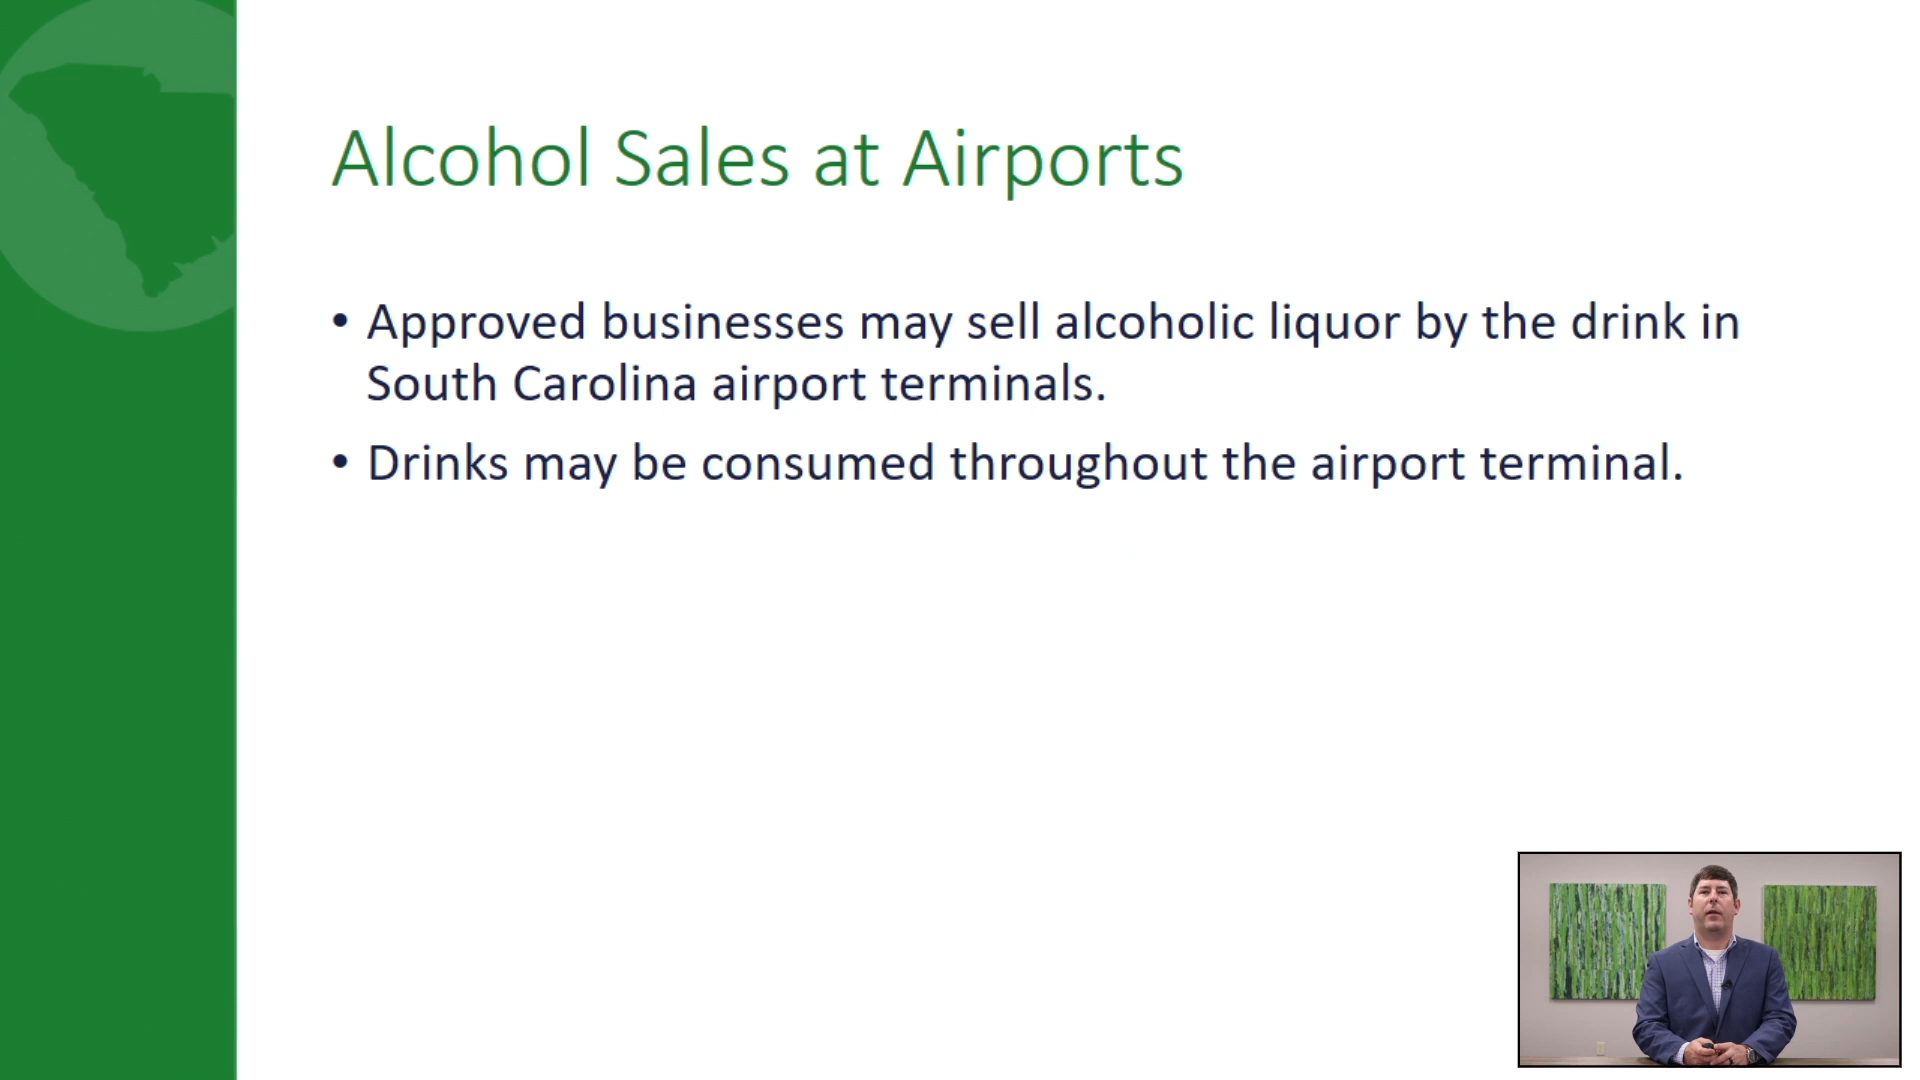 Alcohol Sales at Airports
• Approved businesses may sell alcoholic liquor by the drink in
South Carolina airport terminals.
• Drinks may be consumed throughout the airport terminal.